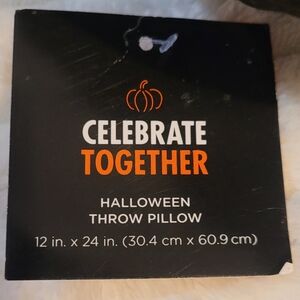 CELEBRATE
TOGETHER
HALLOWEEN
THROW PILLOW
12 in. x 24 in. (30.4 cm x 60.9 cm)